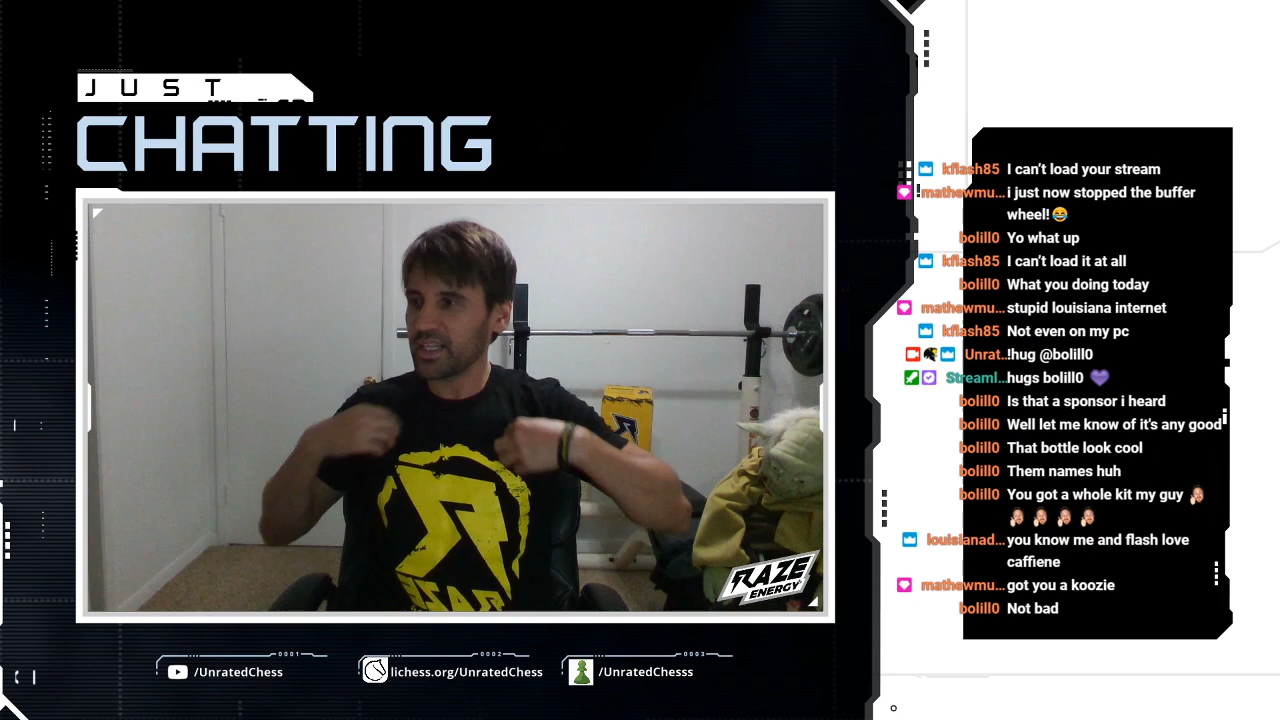 JUST
CHATTING
kflash85 I can't load your stream
!mathewmu... i just now stopped the buffer
wheel!😂
bolill0 Yo what up
kflash85 I can't load it at all
bolill0 What you doing today
mathewmu... stupid louisiana internet
kflash85 Not even on my pc
Unrat... !hug @bolill0
Streaml... hugs bolill0 💜
bolill0 Is that a sponsor i heard
bolill0 Well let me know of it's any good
bolill0 That bottle look cool
bolill0 Them names huh
bolill0 You got a whole kit my guy
louisianad... you know me and flash love
caffiene
mathewmu... got you a koozie
bolill0 Not bad
RAZE
RAZE
ENERGY
0001
0002
0003
/UnratedChess
lichess.org/UnratedChess
/UnratedChesss